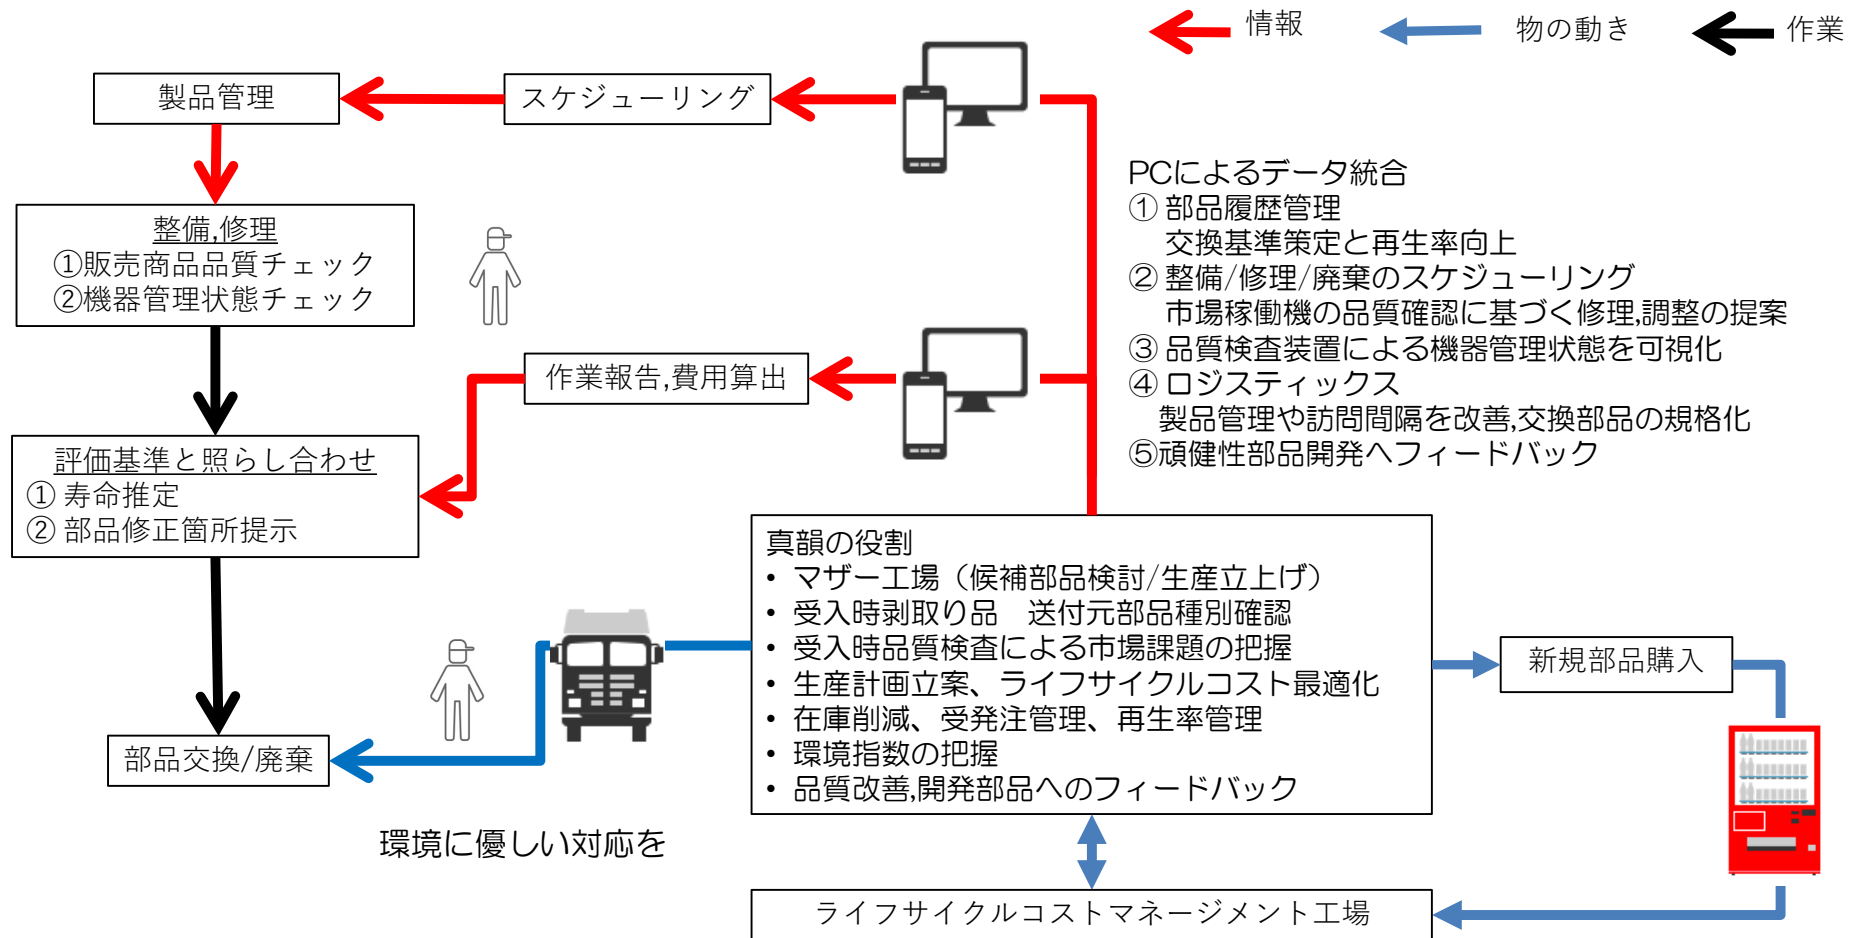 情報
物の動き
作業
製品管理
スケジューリング
PCによるデータ統合
① 部品履歴管理
交換基準策定と再生率向上
② 整備/修理/廃棄のスケジューリング
市場稼働機の品質確認に基づく修理,調整の提案
③ 品質検査装置による機器管理状態を可視化
④ ロジスティックス
製品管理や訪問間隔を改善,交換部品の規格化
⑤頑健性部品開発へフィードバック
整備,修理
①販売商品品質チェック
②機器管理状態チェック
作業報告,費用算出
評価基準と照らし合わせ
① 寿命推定
② 部品修正箇所提示
真韻の役割
• マザー工場（候補部品検討/生産立上げ）
• 受入時剥取り品　送付元部品種別確認
• 受入時品質検査による市場課題の把握
• 生産計画立案、ライフサイクルコスト最適化
• 在庫削減、受発注管理、再生率管理
• 環境指数の把握
• 品質改善,開発部品へのフィードバック
新規部品購入
部品交換/廃棄
環境に優しい対応を
ライフサイクルコストマネージメント工場